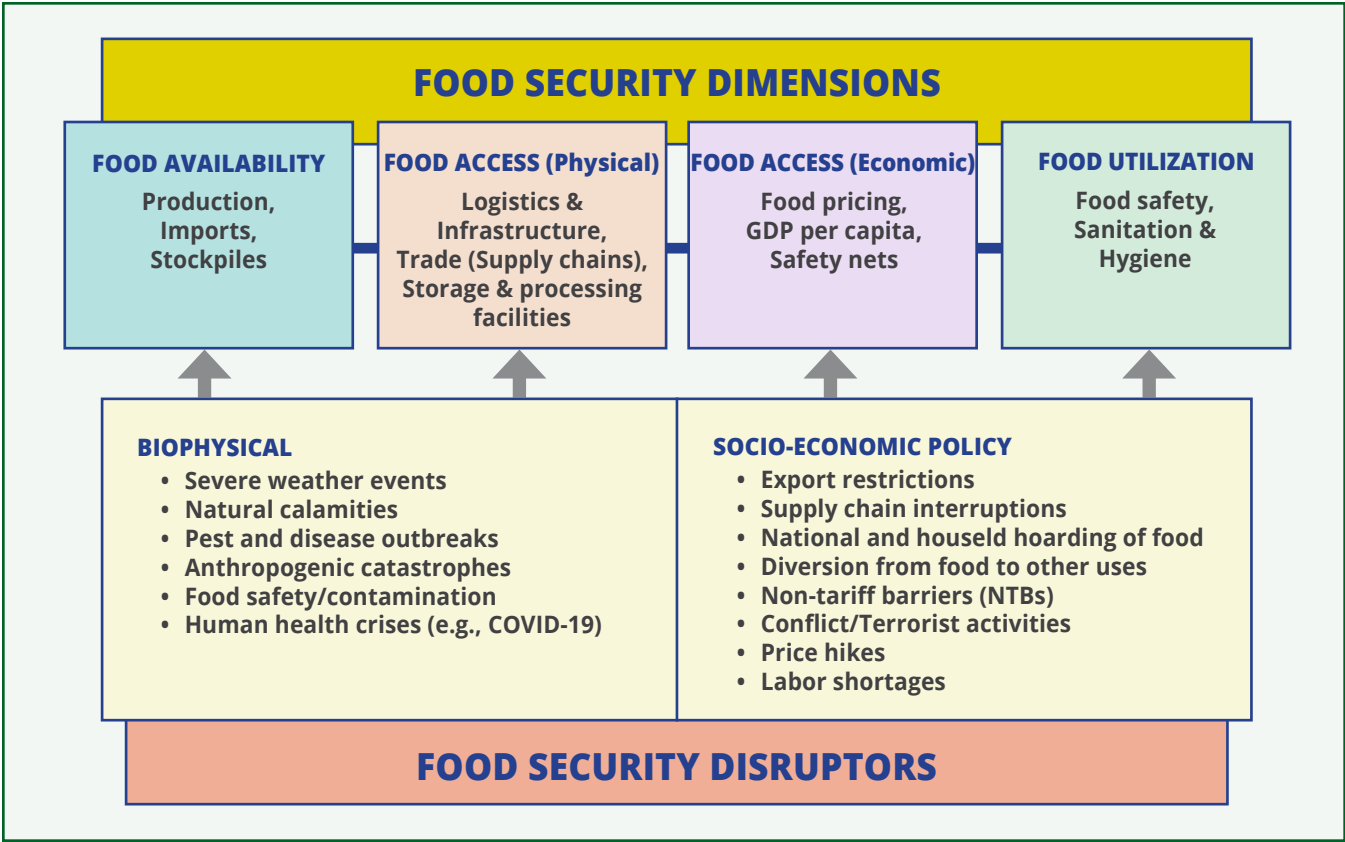 FOOD SECURITY DIMENSIONS
FOOD AVAILABILITY
Production,
Imports,
Stockpiles
FOOD ACCESS (Physical)
Logistics &
Infrastructure,
Trade (Supply chains),
Storage & processing
facilities
FOOD ACCESS (Economic)
Food pricing,
GDP per capita,
Safety nets
FOOD UTILIZATION
Food safety,
Sanitation &
Hygiene
BIOPHYSICAL
• Severe weather events
• Natural calamities
• Pest and disease outbreaks
• Anthropogenic catastrophes
• Food safety/contamination
• Human health crises (e.g., COVID-19)
SOCIO-ECONOMIC POLICY
• Export restrictions
• Supply chain interruptions
• National and houseld hoarding of food
• Diversion from food to other uses
• Non-tariff barriers (NTBs)
• Conflict/Terrorist activities
• Price hikes
• Labor shortages
FOOD SECURITY DISRUPTORS